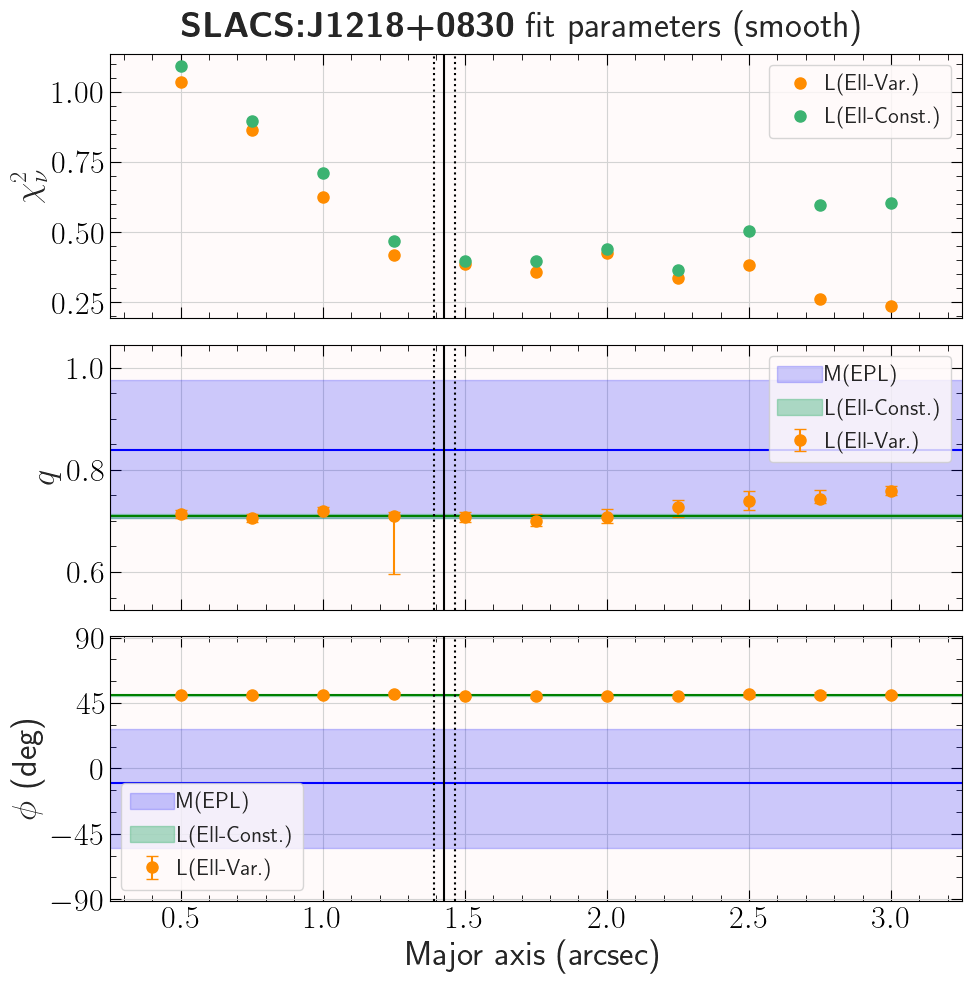 SLACS:J1218+0830 fit parameters (smooth)
χ²ᵥ
1.00
0.75
0.50
0.25
L(Ell-Var.)
L(Ell-Const.)
q
1.0
0.8
0.6
M(EPL)
L(Ell-Const.)
L(Ell-Var.)
ϕ (deg)
90
45
0
−45
−90
M(EPL)
L(Ell-Const.)
L(Ell-Var.)
0.5 1.0 1.5 2.0 2.5 3.0
Major axis (arcsec)